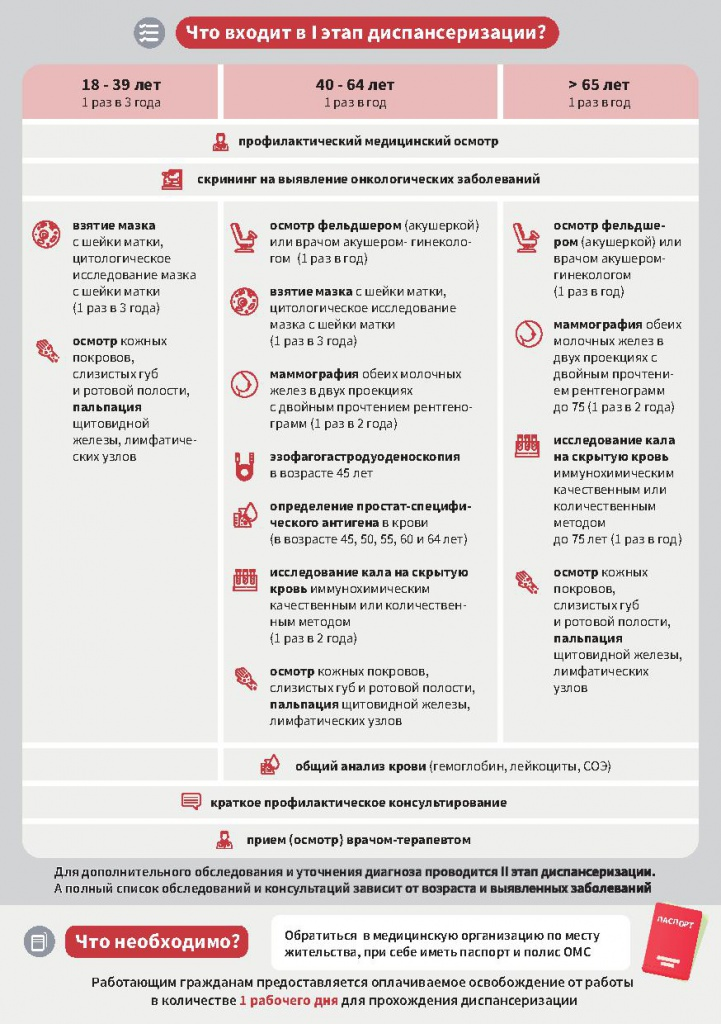 Что входит в I этап диспансеризации?
18 - 39 лет
1 раз в 3 года
40 - 64 лет
1 раз в год
> 65 лет
1 раз в год
профилактический медицинский осмотр
скрининг на выявление онкологических заболеваний
взятие мазка
с шейки матки,
цитологическое
исследование мазка
с шейки матки
(1 раз в 3 года)
осмотр кожных
покровов,
слизистых губ
и ротовой полости,
пальпация
щитовидной
железы, лимфатиче-
ских узлов
осмотр фельдшером (акушеркой)
или врачом акушером- гинеколо-
гом (1 раз в год)
взятие мазка с шейки матки,
цитологическое исследование
мазка с шейки матки
(1 раз в 3 года)
маммография обеих молочных
желез в двух проекциях
с двойным прочтением рентгено-
грамм (1 раз в 2 года)
эзофагогастродуоденоскопия
в возрасте 45 лет
определение простат-специфи-
ческого антигена в крови
(в возрасте 45, 50, 55, 60 и 64 лет)
исследование кала на скрытую
кровь иммунохимическим
качественным или количествен-
ным методом
(1 раз в 2 года)
осмотр кожных покровов,
слизистых губ и ротовой полости,
пальпация щитовидной железы,
лимфатических узлов
осмотр фельдше-
ром (акушеркой) или
врачом акушером-
гинекологом
(1 раз в год)
маммография обеих
молочных желез в
двух проекциях с
двойным прочтени-
ем рентгенограмм
до 75 (1 раз в 2 года)
исследование кала
на скрытую кровь
иммунохимическим
качественным или
количественным
методом
до 75 лет (1 раз в год)
осмотр кожных
покровов,
слизистых губ
и ротовой полости,
пальпация
щитовидной железы,
лимфатических
узлов
общий анализ крови (гемоглобин, лейкоциты, СОЭ)
краткое профилактическое консультирование
прием (осмотр) врачом-терапевтом
Для дополнительного обследования и уточнения диагноза проводится II этап диспансеризации.
А полный список обследований и консультаций зависит от возраста и выявленных заболеваний
Что необходимо?
Обратиться в медицинскую организацию по месту
жительства, при себе иметь паспорт и полис ОМС
ПАСПОРТ
Работающим гражданам предоставляется оплачиваемое освобождение от работы
в количестве 1 рабочего дня для прохождения диспансеризации